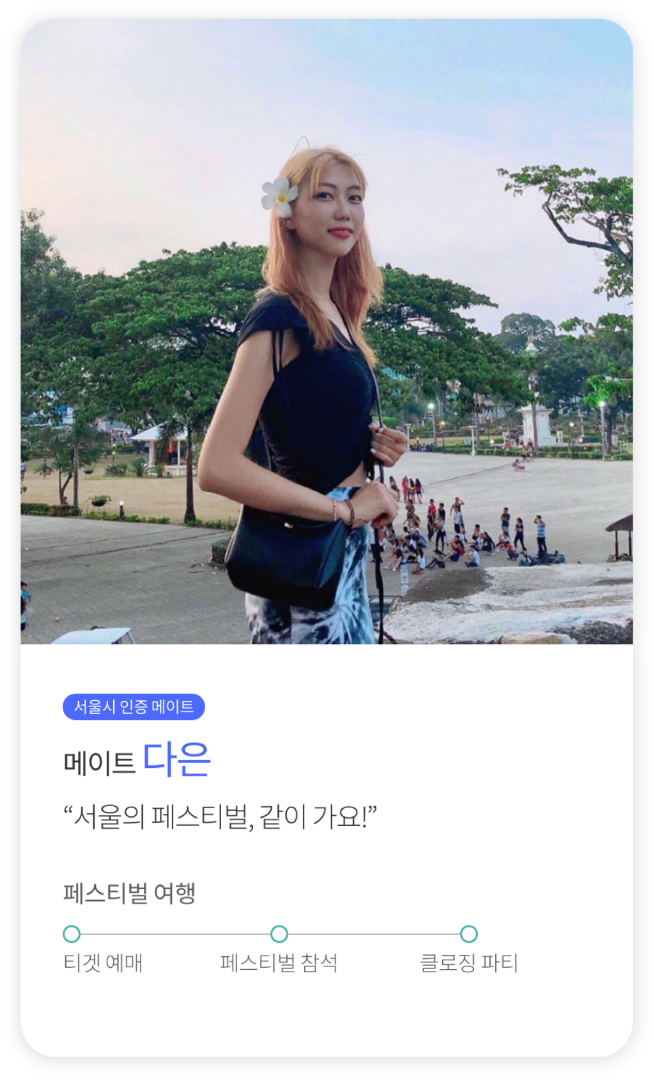 서울시 인증 메이트
메이트 다은
“서울의 페스티벌, 같이 가요!”
페스티벌 여행
티겟 예매 페스티벌 참석 클로징 파티